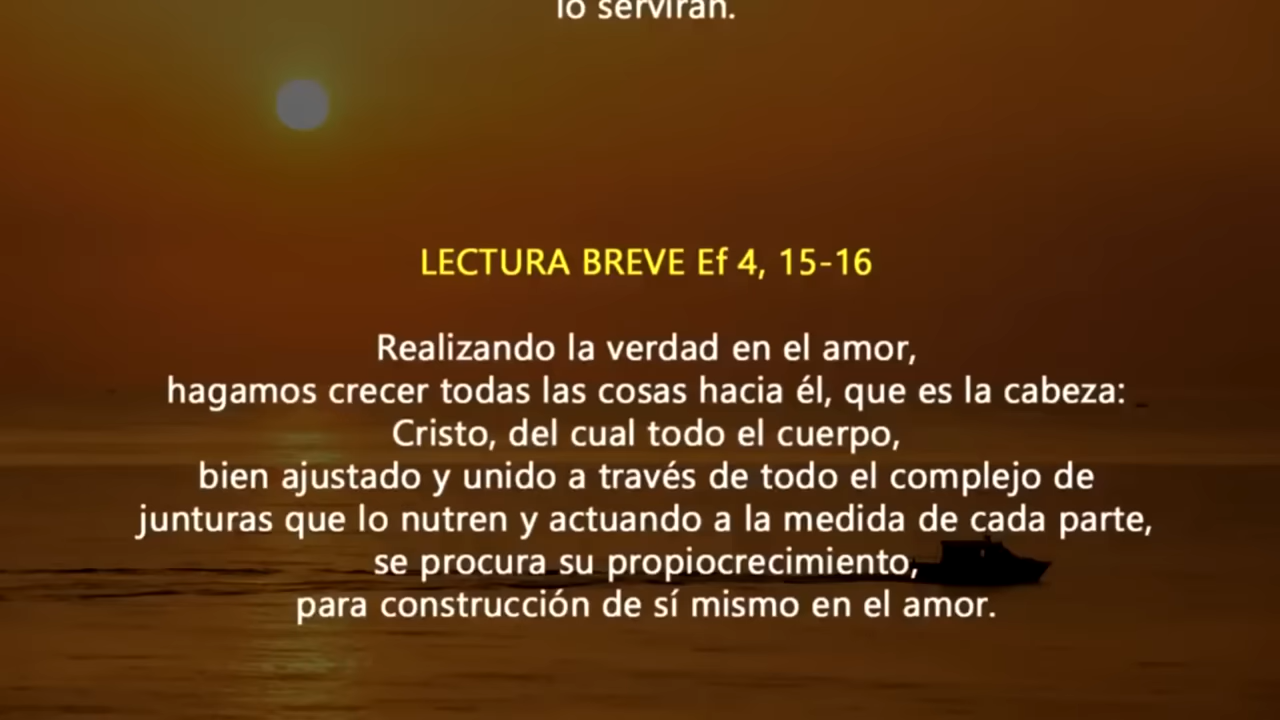 lo servirán.
LECTURA BREVE Ef 4, 15-16
Realizando la verdad en el amor,
hagamos crecer todas las cosas hacia él, que es la cabeza:
Cristo, del cual todo el cuerpo,
bien ajustado y unido a través de todo el complejo de
junturas que lo nutren y actuando a la medida de cada parte,
se procura su propiocrecimiento,
para construcción de sí mismo en el amor.